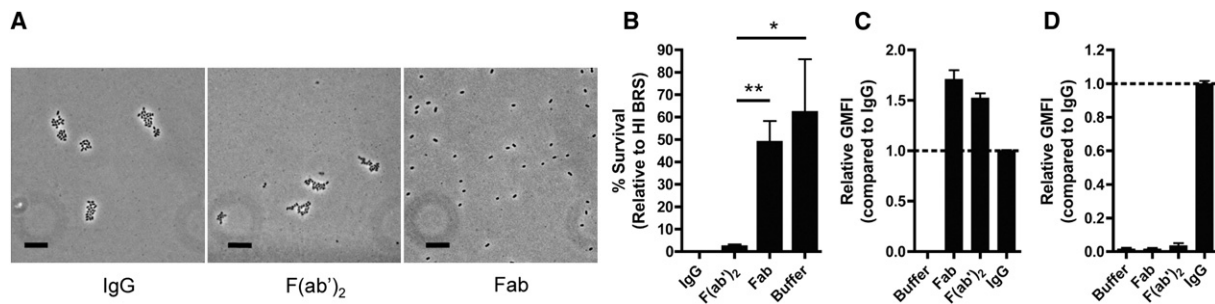 A
IgG
F(ab')2
Fab
B
% Survival
(Relative to HI BRS)
90
80
70
60
50
40
30
20
10
0
*
**
IgG
F(ab')2
Fab
Buffer
C
Relative GMFI
(compared to IgG)
2.0
1.5
1.0
0.5
0.0
Buffer
Fab
F(ab')2
IgG
D
Relative GMFI
(compared to IgG)
1.2
1.0
0.8
0.6
0.4
0.2
0.0
Buffer
Fab
F(ab')2
IgG